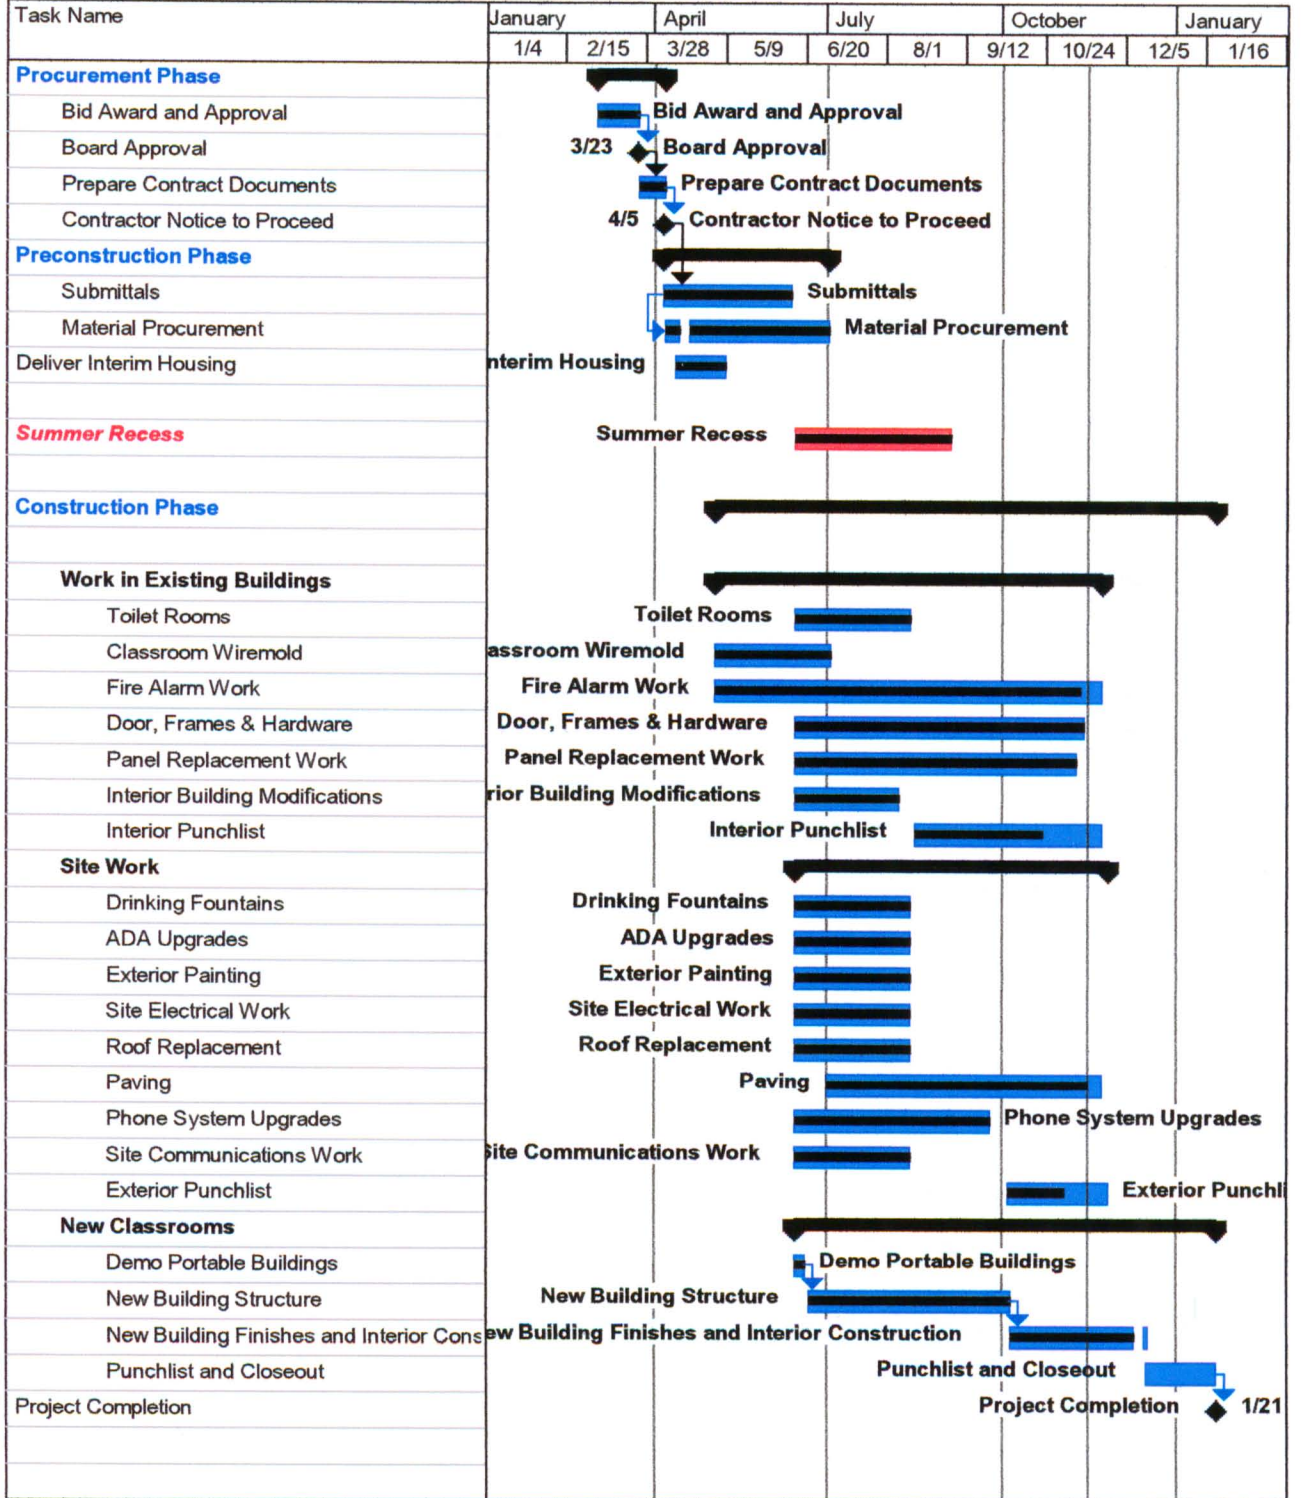 Task Name January April July October January
1/4 2/15 3/28 5/9 6/20 8/1 9/12 10/24 12/5 1/16
Procurement Phase
Bid Award and Approval Bid Award and Approval
Board Approval 3/23 Board Approval
Prepare Contract Documents Prepare Contract Documents
Contractor Notice to Proceed 4/5 Contractor Notice to Proceed
Preconstruction Phase
Submittals Submittals
Material Procurement Material Procurement
Deliver Interim Housing nterim Housing
Summer Recess Summer Recess
Construction Phase
Work in Existing Buildings
Toilet Rooms Toilet Rooms
Classroom Wiremold assroom Wiremold
Fire Alarm Work Fire Alarm Work
Door, Frames & Hardware Door, Frames & Hardware
Panel Replacement Work Panel Replacement Work
Interior Building Modifications rior Building Modifications
Interior Punchlist Interior Punchlist
Site Work
Drinking Fountains Drinking Fountains
ADA Upgrades ADA Upgrades
Exterior Painting Exterior Painting
Site Electrical Work Site Electrical Work
Roof Replacement Roof Replacement
Paving Paving
Phone System Upgrades Phone System Upgrades
Site Communications Work Site Communications Work
Exterior Punchlist Exterior Punchli
New Classrooms
Demo Portable Buildings Demo Portable Buildings
New Building Structure New Building Structure
New Building Finishes and Interior Cons ew Building Finishes and Interior Construction
Punchlist and Closeout Punchlist and Closeout
Project Completion Project Completion 1/21